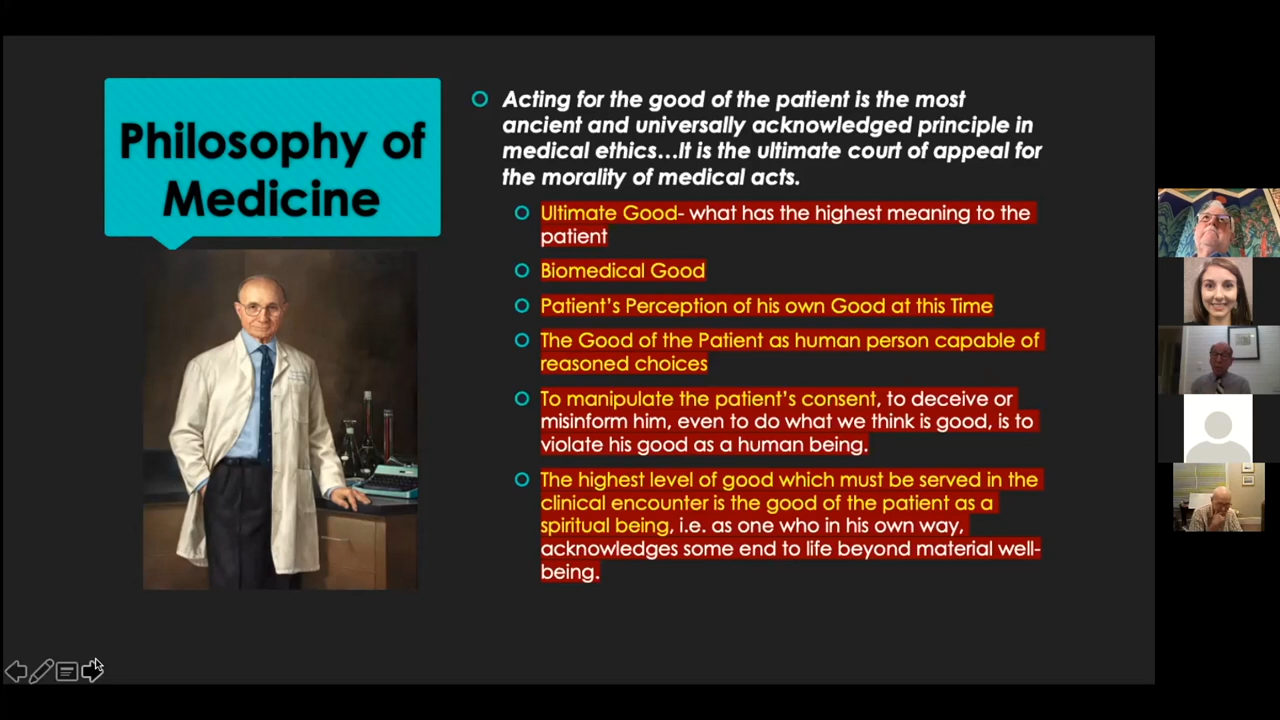 Philosophy of
Medicine
Acting for the good of the patient is the most
ancient and universally acknowledged principle in
medical ethics…It is the ultimate court of appeal for
the morality of medical acts.
Ultimate Good- what has the highest meaning to the
patient
Biomedical Good
Patient’s Perception of his own Good at this Time
The Good of the Patient as human person capable of
reasoned choices
To manipulate the patient’s consent, to deceive or
misinform him, even to do what we think is good, is to
violate his good as a human being.
The highest level of good which must be served in the
clinical encounter is the good of the patient as a
spiritual being, i.e. as one who in his own way,
acknowledges some end to life beyond material well-
being.